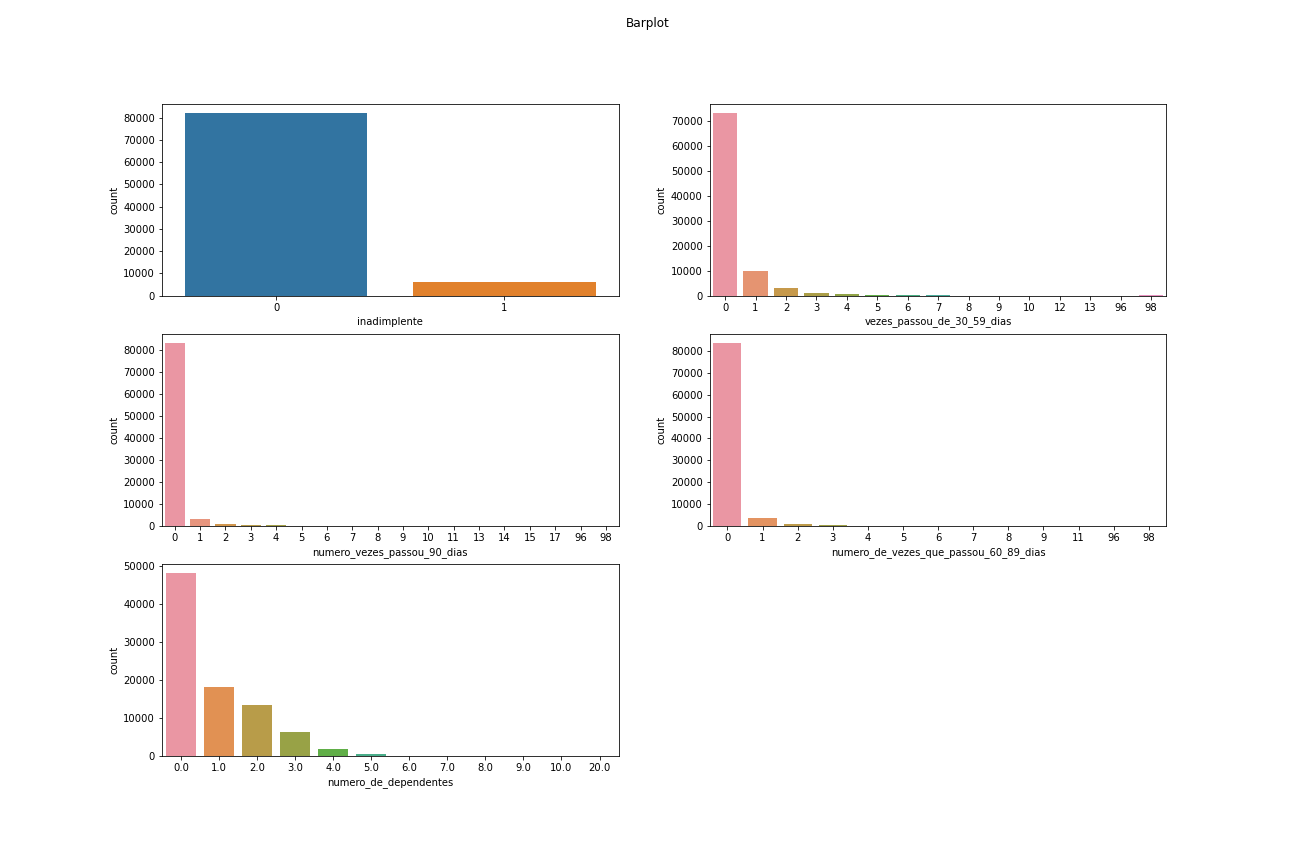 Barplot
80000
70000
60000
50000
40000
30000
20000
10000
0
count
0 1
inadimplente
70000
60000
50000
40000
30000
20000
10000
0
count
0 1 2 3 4 5 6 7 8 9 10 12 13 96 98
vezes_passou_de_30_59_dias
80000
70000
60000
50000
40000
30000
20000
10000
0
count
0 1 2 3 4 5 6 7 8 9 10 11 13 14 15 17 96 98
numero_vezes_passou_90_dias
80000
70000
60000
50000
40000
30000
20000
10000
0
count
0 1 2 3 4 5 6 7 8 9 11 96 98
numero_de_vezes_que_passou_60_89_dias
50000
40000
30000
20000
10000
0
count
0.0 1.0 2.0 3.0 4.0 5.0 6.0 7.0 8.0 9.0 10.0 20.0
numero_de_dependentes